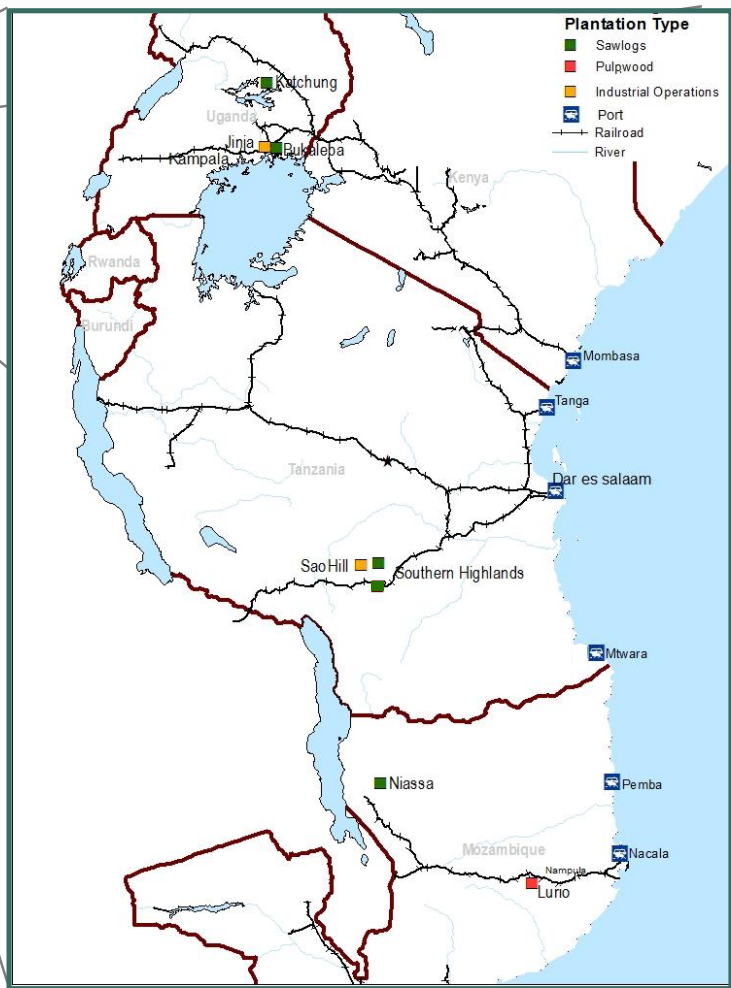 Plantation Type
Sawlogs
Pulpwood
Industrial Operations
Port
Railroad
River
Katchung
Uganda
Jinja
Bukaleba
Kampala
Kenya
Rwanda
Burundi
Mombasa
Tanga
Tanzania
Dar es salaam
Sao Hill
Southern Highlands
Mtwara
Niassa
Pemba
Mozambique
Nacala
Nampula
Lurio